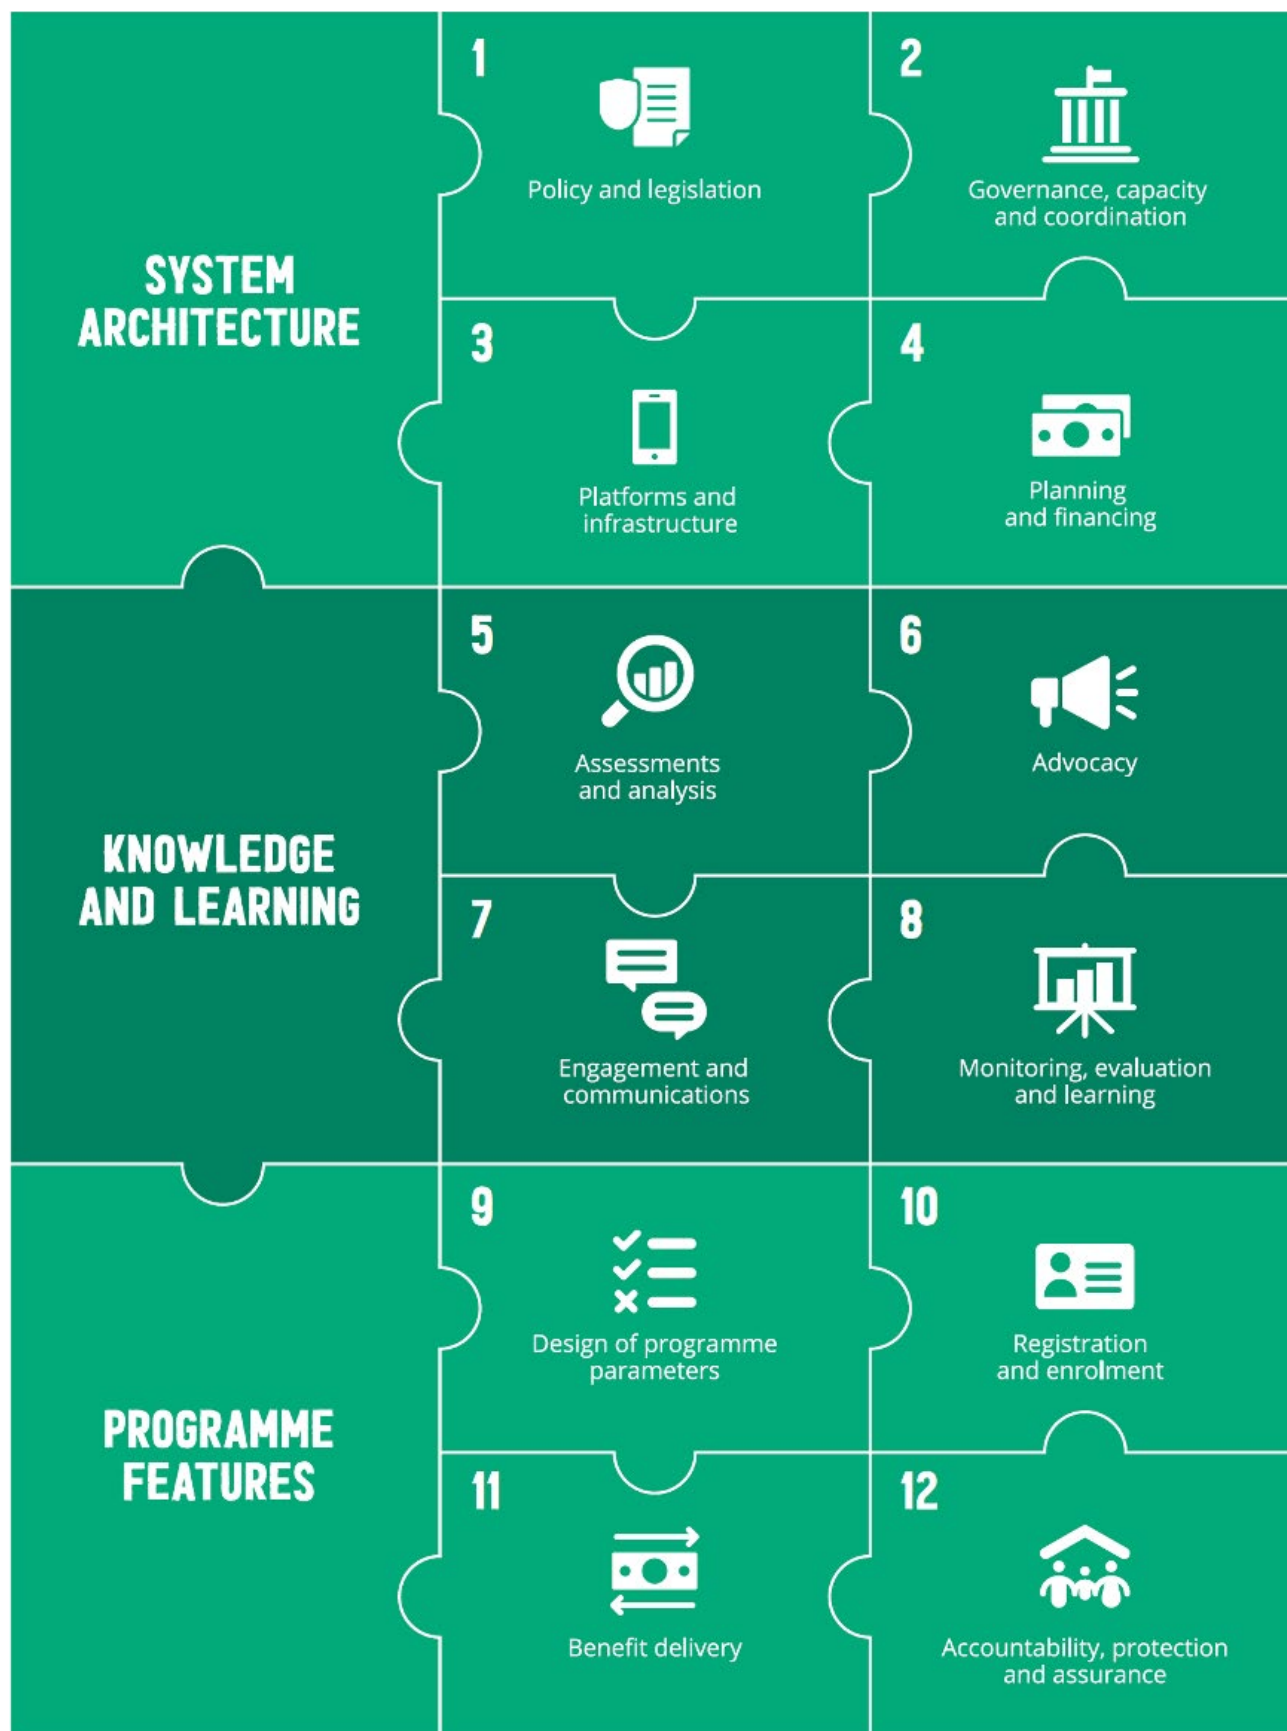 SYSTEM
ARCHITECTURE
1
Policy and legislation
2
Governance, capacity
and coordination
3
Platforms and
infrastructure
4
Planning
and financing
KNOWLEDGE
AND LEARNING
5
Assessments
and analysis
6
Advocacy
7
Engagement and
communications
8
Monitoring, evaluation
and learning
PROGRAMME
FEATURES
9
Design of programme
parameters
10
Registration
and enrolment
11
Benefit delivery
12
Accountability, protection
and assurance